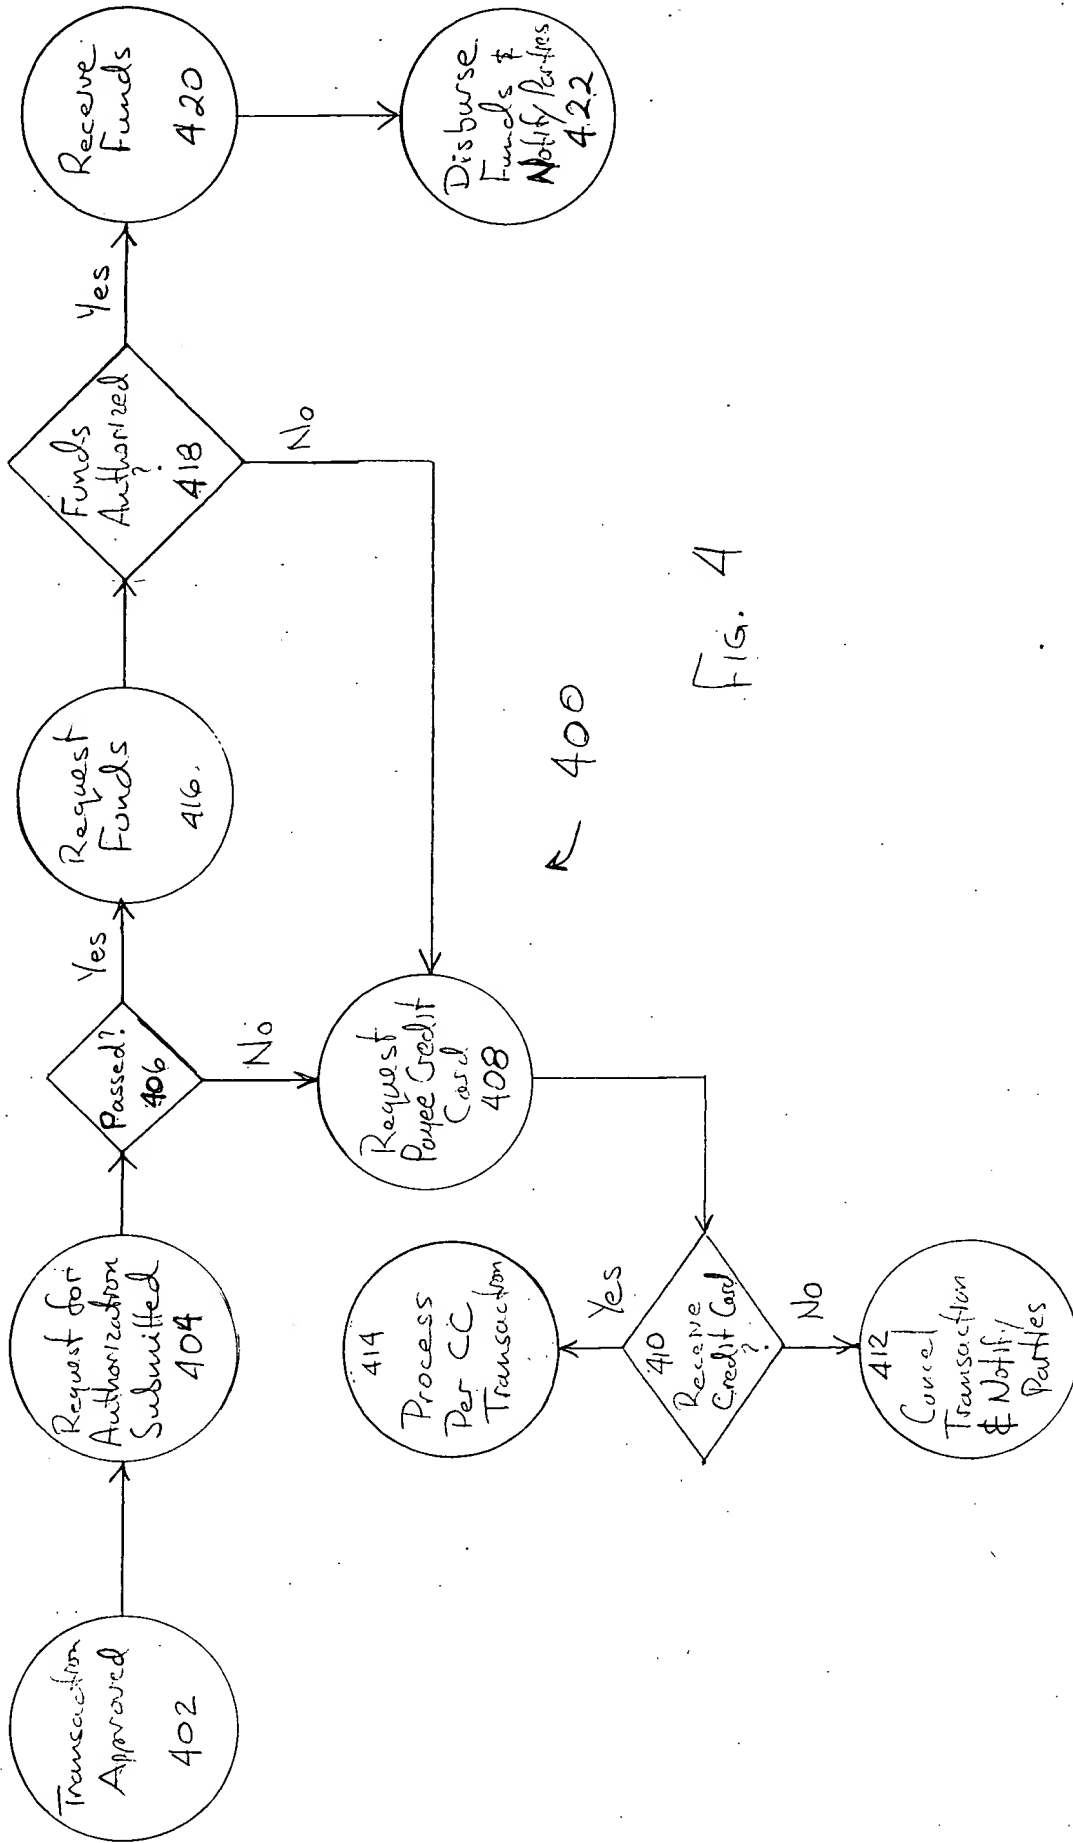 Transaction
Approved
402
Request for
Authorization
Submitted
404
Passed?
406
Yes
No
Request
Funds
416.
Funds
Authorized
?
418
Yes
No
Receive
Funds
420
Disburse
Funds &
Notify Parties
422
Request
Payee Credit
Card
408
410
Receive
Credit Card
?
Yes
No
414
Process
Per CC
Transaction
412
Cancel
Transaction
& Notify
Parties
400
FIG. 4